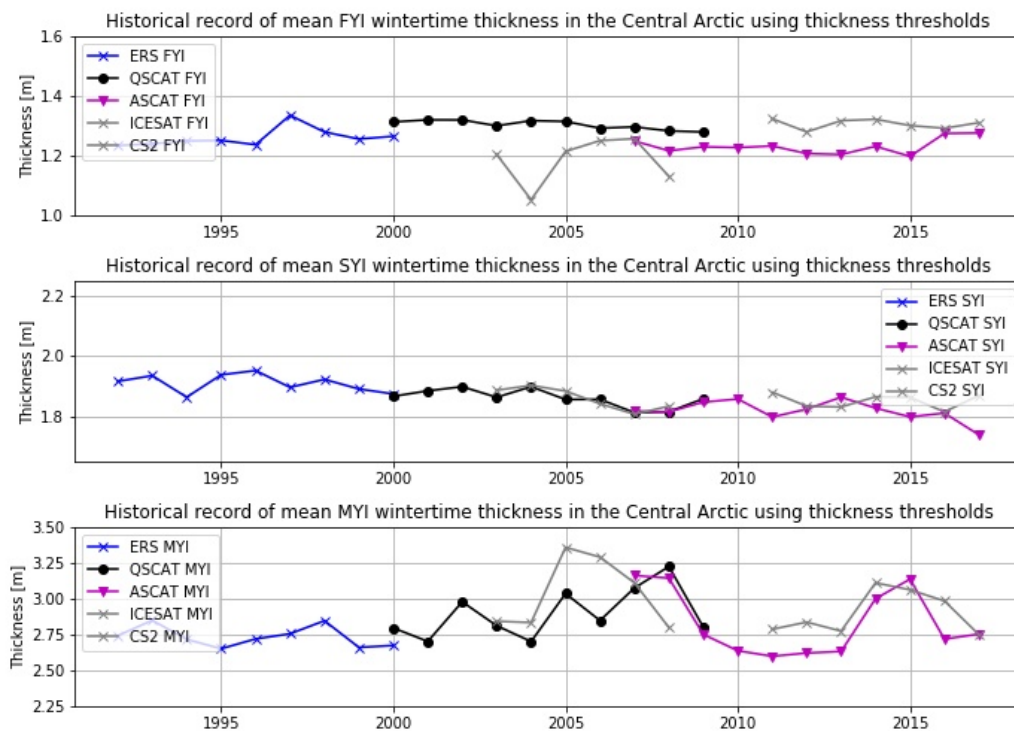 Historical record of mean FYI wintertime thickness in the Central Arctic using thickness thresholds
1.6
1.4
1.2
1.0
Thickness [m]
ERS FYI
QSCAT FYI
ASCAT FYI
ICESAT FYI
CS2 FYI
1995
2000
2005
2010
2015
Historical record of mean SYI wintertime thickness in the Central Arctic using thickness thresholds
2.2
2.0
1.8
Thickness [m]
ERS SYI
QSCAT SYI
ASCAT SYI
ICESAT SYI
CS2 SYI
1995
2000
2005
2010
2015
Historical record of mean MYI wintertime thickness in the Central Arctic using thickness thresholds
3.50
3.25
3.00
2.75
2.50
2.25
Thickness [m]
ERS MYI
QSCAT MYI
ASCAT MYI
ICESAT MYI
CS2 MYI
1995
2000
2005
2010
2015